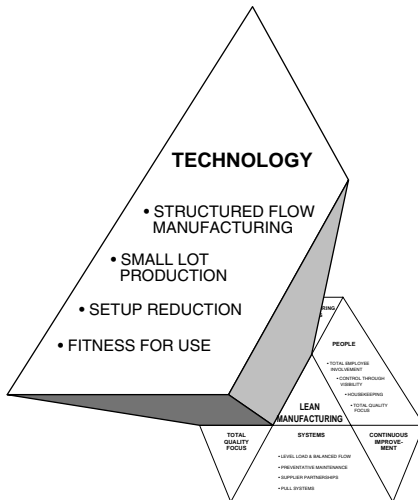 TECHNOLOGY
• STRUCTURED FLOW
MANUFACTURING
• SMALL LOT
PRODUCTION
• SETUP REDUCTION
• FITNESS FOR USE
PEOPLE
• TOTAL EMPLOYEE
INVOLVEMENT
• CONTROL THROUGH
VISIBILITY
• HOUSEKEEPING
• TOTAL QUALITY
FOCUS
LEAN
MANUFACTURING
TOTAL
QUALITY
FOCUS
SYSTEMS
• LEVEL LOAD & BALANCED FLOW
• PREVENTATIVE MAINTENANCE
• SUPPLIER PARTNERSHIPS
• PULL SYSTEMS
CONTINUOUS
IMPROVE-
MENT